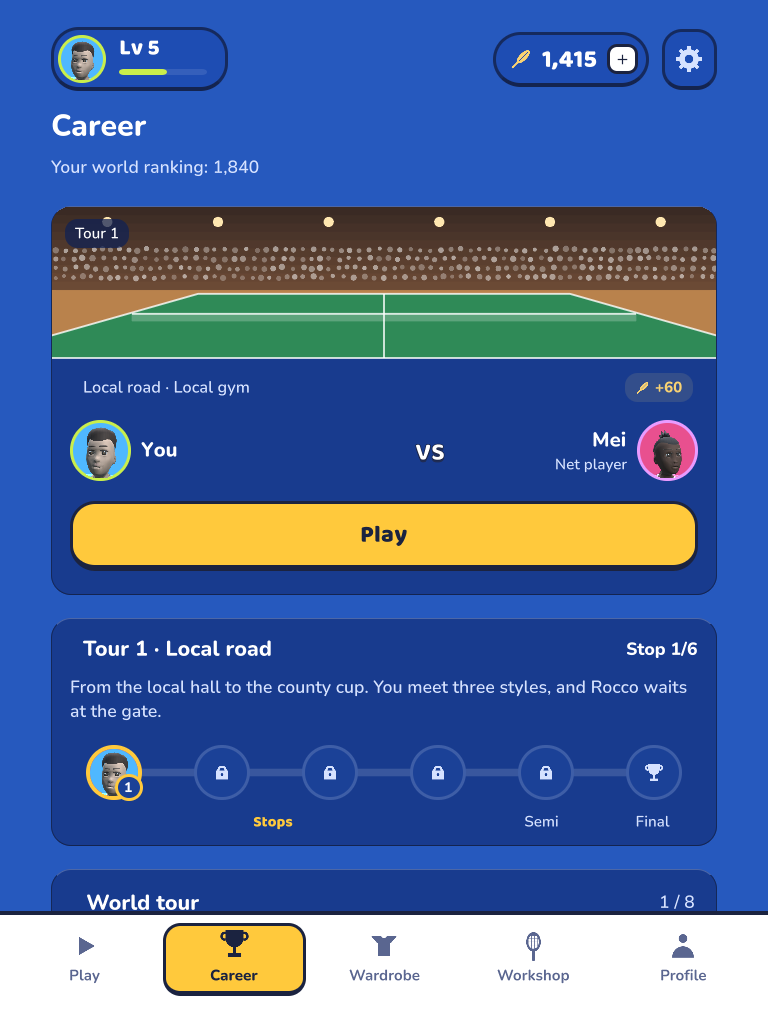 Lv 5
1,415
+
Career
Your world ranking: 1,840
Tour 1
Local road · Local gym
+60
You
VS
Mei
Net player
Play
Tour 1 · Local road
Stop 1/6
From the local hall to the county cup. You meet three styles, and Rocco waits
at the gate.
1
Stops
Semi
Final
World tour
1 / 8
Play
Career
Wardrobe
Workshop
Profile